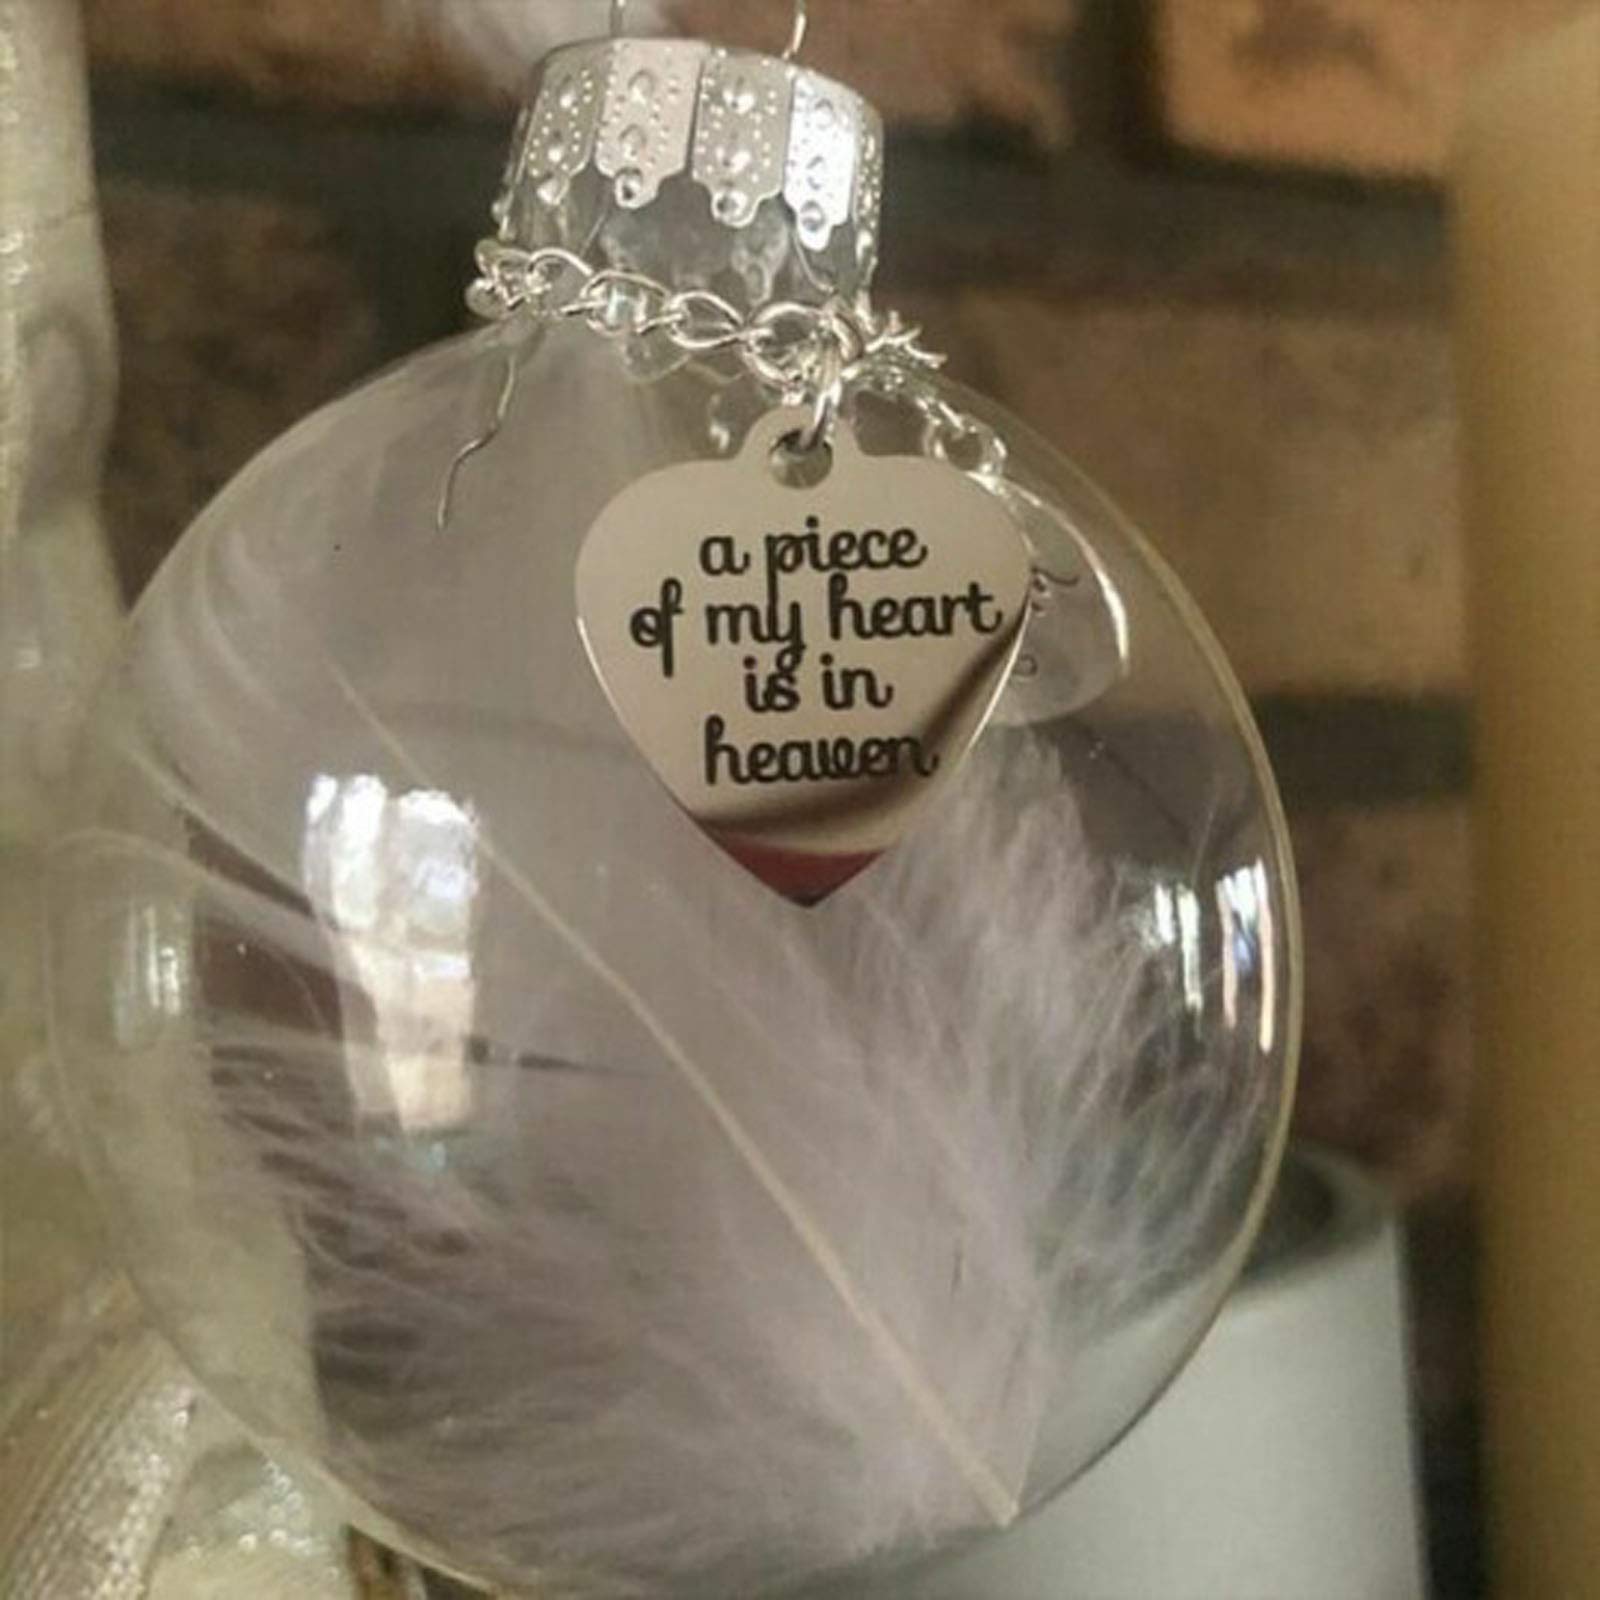 a piece
of my heart
is in
heaven